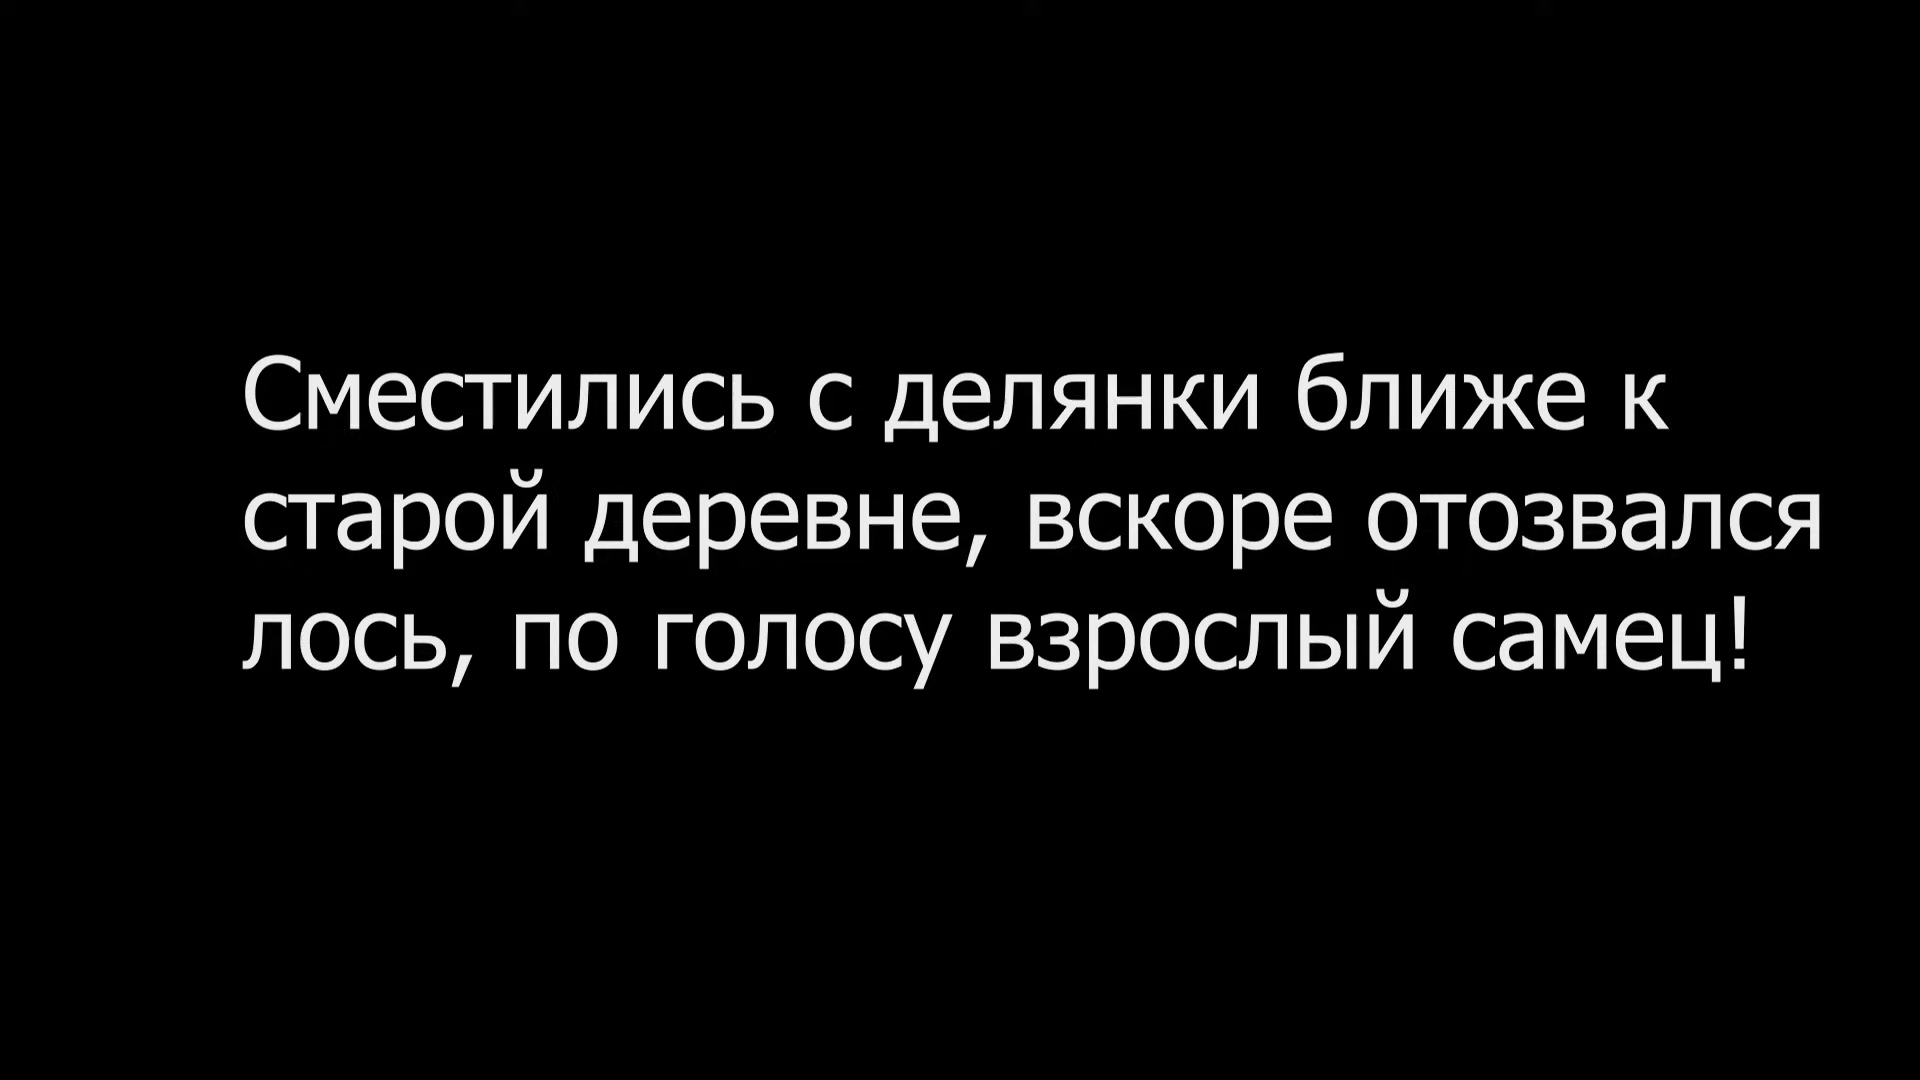 Сместились с делянки ближе к
старой деревне, вскоре отозвался
лось, по голосу взрослый самец!